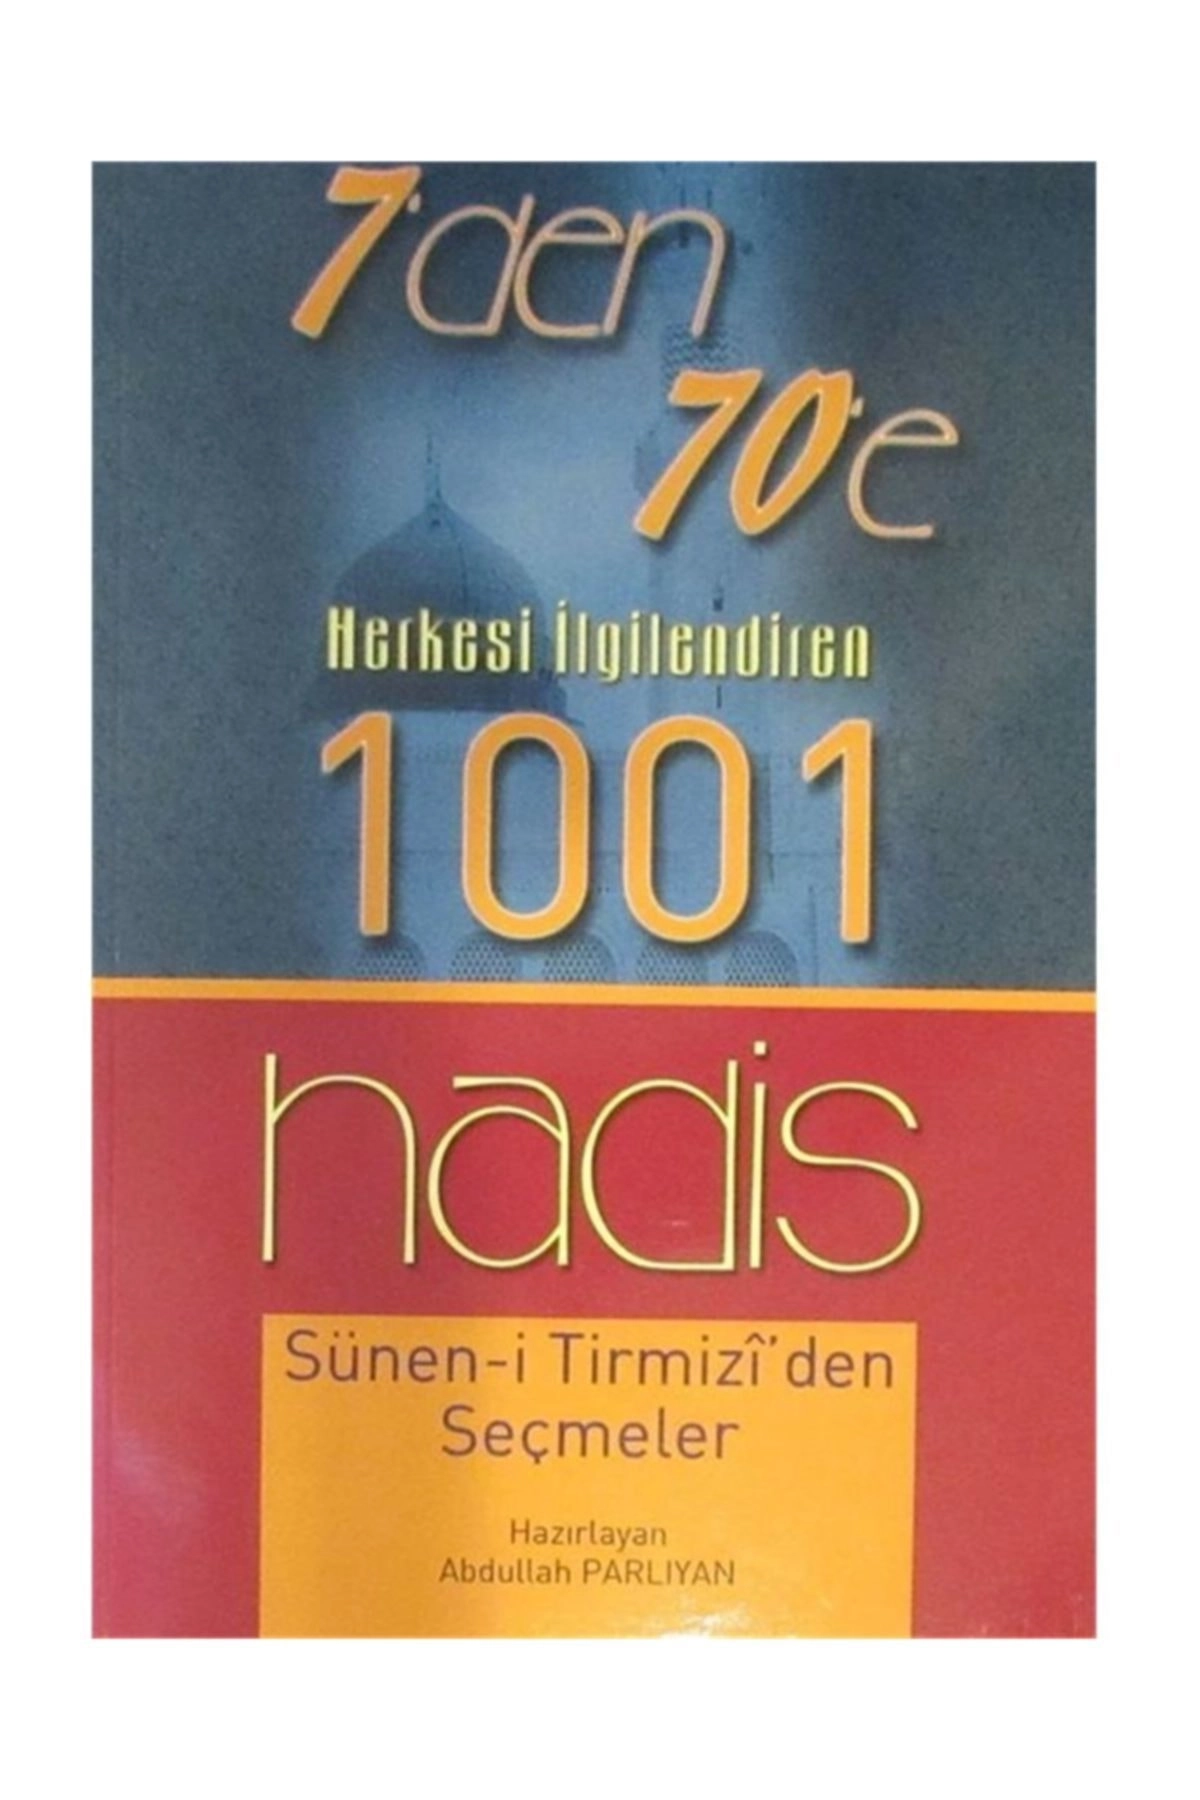 7'den
70'e
Herkesi İlgilendiren
1001
hadis
Sünen-i Tirmizî'den
Seçmeler
Hazırlayan
Abdullah PARLIYAN